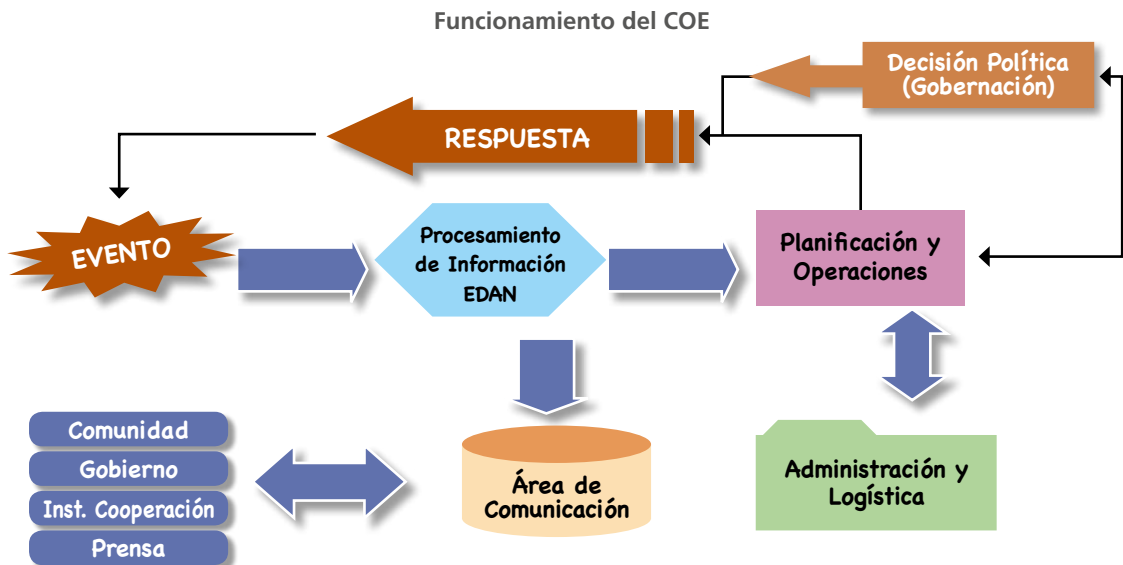 Funcionamiento del COE
Decisión Política
(Gobernación)
RESPUESTA
EVENTO
Procesamiento
de Información
EDAN
Planificación y
Operaciones
Comunidad
Gobierno
Inst. Cooperación
Prensa
Área de
Comunicación
Administración y
Logística